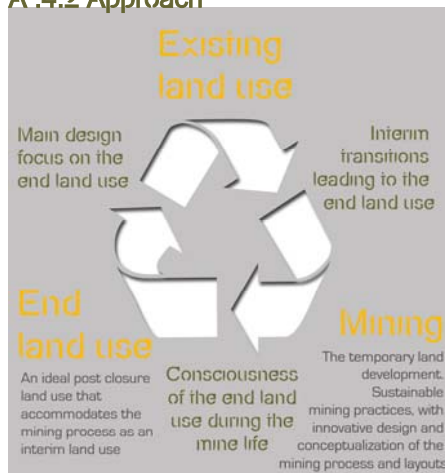 A .4.2 Approach
Existing
land use
Main design
focus on the
end land use
Interim
transitions
leading to the
end land use
End
land use
An ideal post closure
land use that
accommodates the
mining process as an
interim land use
Consciousness
of the end land
use during the
mine life
Mining
The temporary land
development.
Sustainable
mining practices, with
innovative design and
conceptualization of the
mining process and layouts